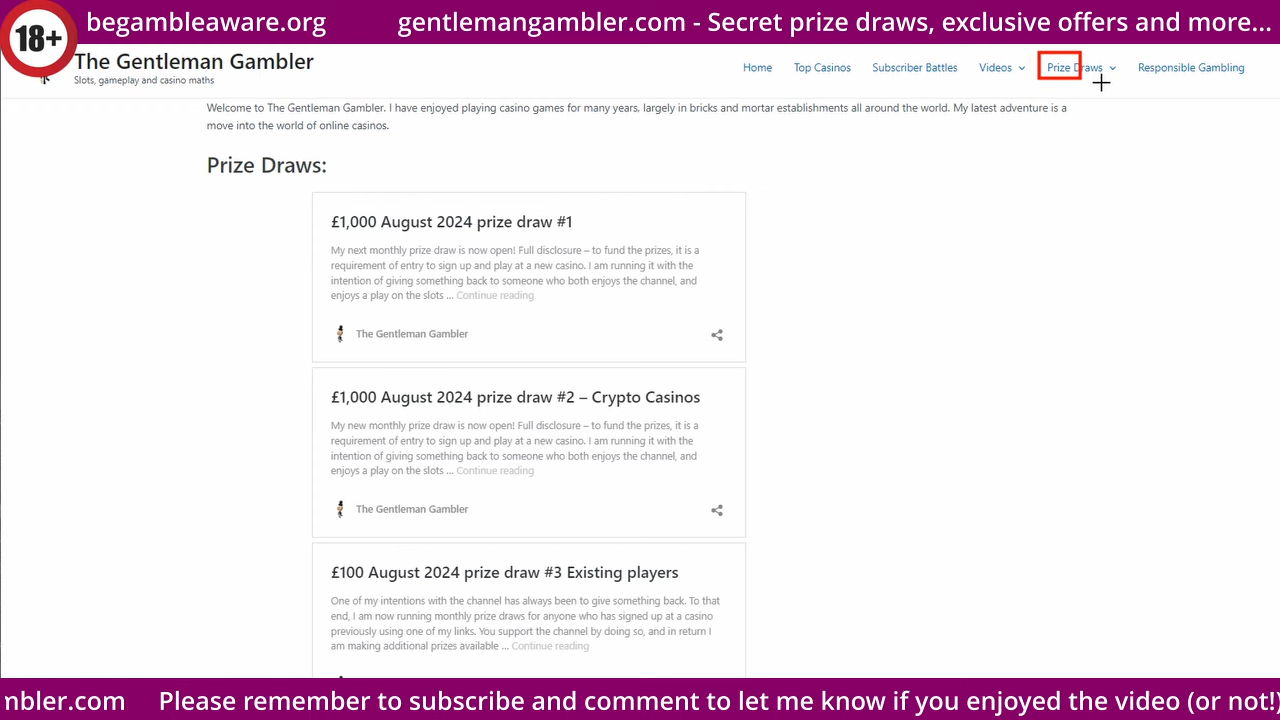 begambleaware.org
gentlemangambler.com - Secret prize draws, exclusive offers and more...
18+
The Gentleman Gambler
Slots, gameplay and casino maths
Home
Top Casinos
Subscriber Battles
Videos
Prize Draws
Responsible Gambling
Welcome to The Gentleman Gambler. I have enjoyed playing casino games for many years, largely in bricks and mortar establishments all around the world. My latest adventure is a
move into the world of online casinos.
Prize Draws:
£1,000 August 2024 prize draw #1
My next monthly prize draw is now open! Full disclosure – to fund the prizes, it is a
requirement of entry to sign up and play at a new casino. I am running it with the
intention of giving something back to someone who both enjoys the channel, and
enjoys a play on the slots ... Continue reading
The Gentleman Gambler
£1,000 August 2024 prize draw #2 – Crypto Casinos
My new monthly prize draw is now open! Full disclosure – to fund the prizes, it is a
requirement of entry to sign up and play at a new casino. I am running it with the
intention of giving something back to someone who both enjoys the channel, and
enjoys a play on the slots ... Continue reading
The Gentleman Gambler
£100 August 2024 prize draw #3 Existing players
One of my intentions with the channel has always been to give something back. To that
end, I am now running monthly prize draws for anyone who has signed up at a casino
previously using one of my links. You support the channel by doing so, and in return I
am making additional prizes available ... Continue reading
mbler.com
Please remember to subscribe and comment to let me know if you enjoyed the video (or not!)